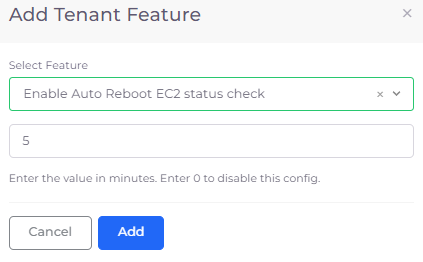 Add Tenant Feature ×
Select Feature
Enable Auto Reboot EC2 status check ×
5
Enter the value in minutes. Enter 0 to disable this config.
Cancel Add